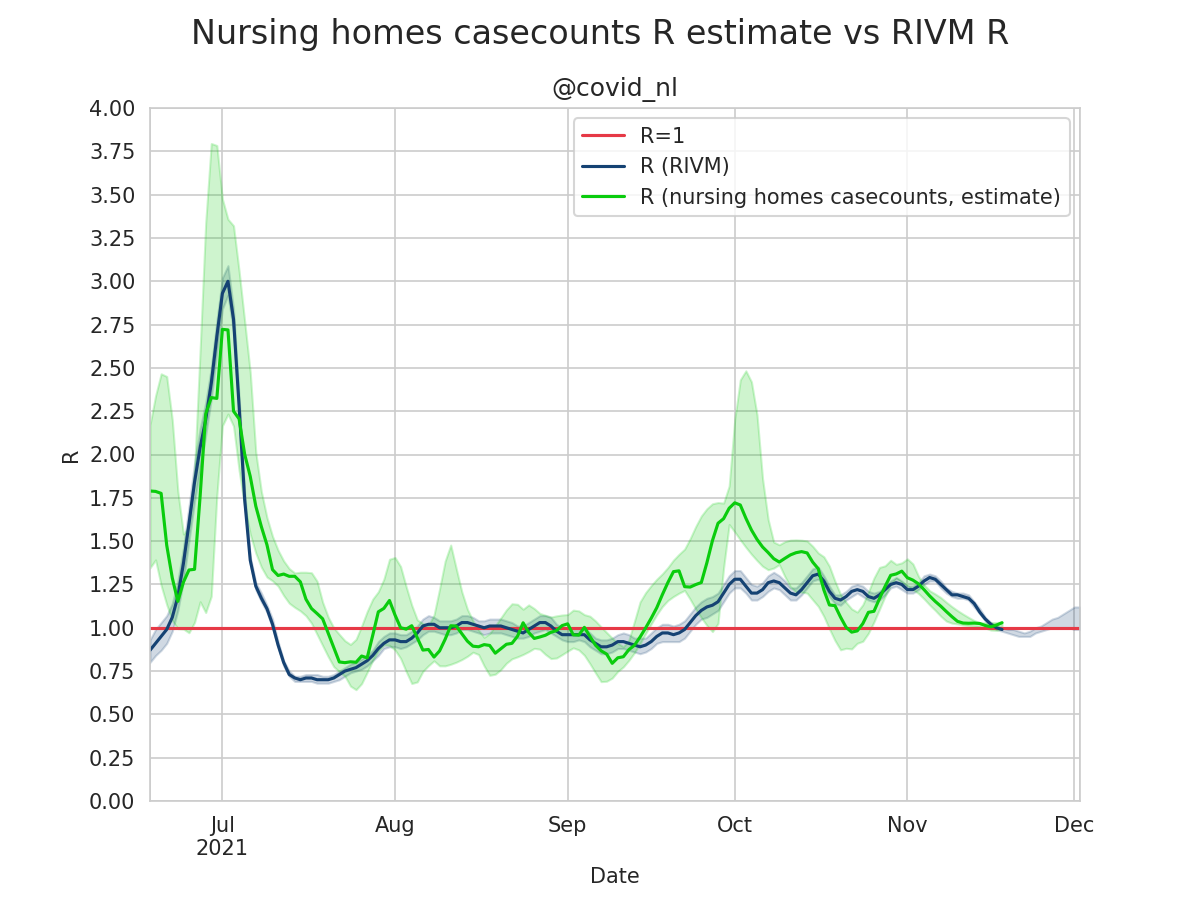 Nursing homes casecounts R estimate vs RIVM R
@covid_nl
R=1
R (RIVM)
R (nursing homes casecounts, estimate)
R
4.00
3.75
3.50
3.25
3.00
2.75
2.50
2.25
2.00
1.75
1.50
1.25
1.00
0.75
0.50
0.25
0.00
Jul Aug Sep Oct Nov Dec
2021
Date